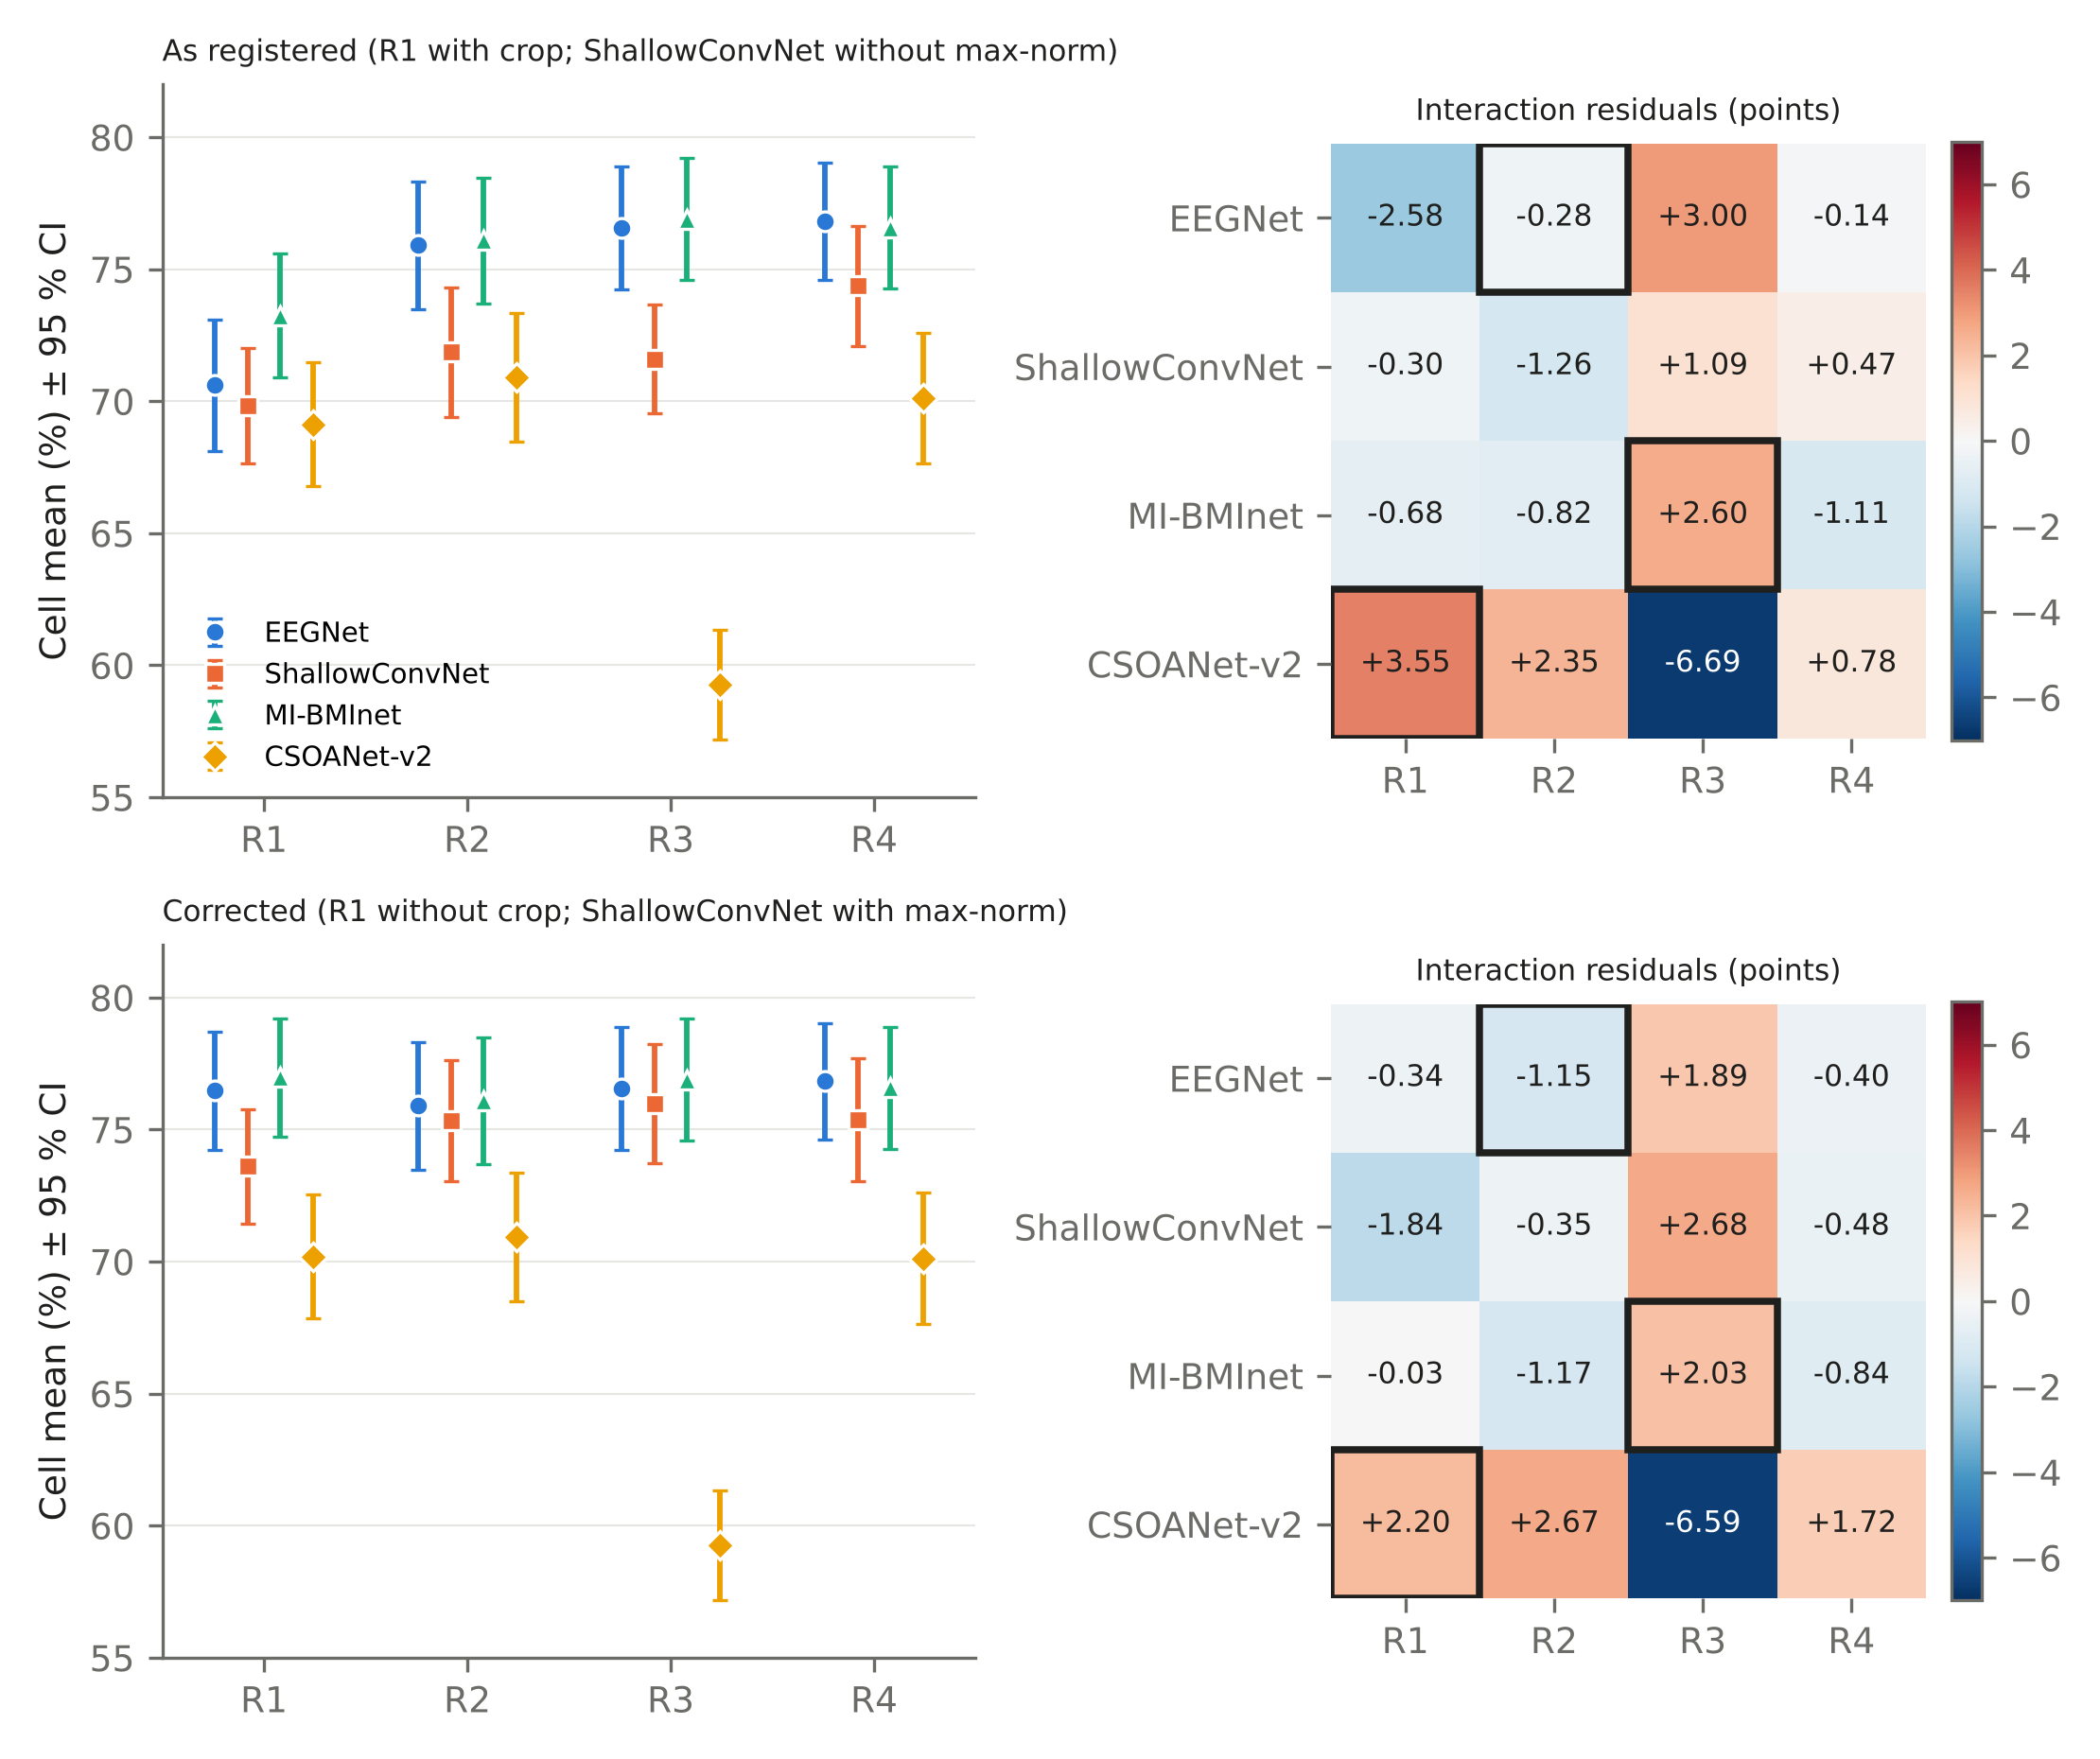 As registered (R1 with crop; ShallowConvNet without max-norm)
Cell mean (%) ± 95 % CI
80
75
70
65
60
55
EEGNet
ShallowConvNet
MI-BMInet
CSOANet-v2
R1 R2 R3 R4
Interaction residuals (points)
EEGNet -2.58 -0.28 +3.00 -0.14
ShallowConvNet -0.30 -1.26 +1.09 +0.47
MI-BMInet -0.68 -0.82 +2.60 -1.11
CSOANet-v2 +3.55 +2.35 -6.69 +0.78
R1 R2 R3 R4
6
4
2
0
−2
−4
−6
Corrected (R1 without crop; ShallowConvNet with max-norm)
Cell mean (%) ± 95 % CI
80
75
70
65
60
55
R1 R2 R3 R4
Interaction residuals (points)
EEGNet -0.34 -1.15 +1.89 -0.40
ShallowConvNet -1.84 -0.35 +2.68 -0.48
MI-BMInet -0.03 -1.17 +2.03 -0.84
CSOANet-v2 +2.20 +2.67 -6.59 +1.72
R1 R2 R3 R4
6
4
2
0
−2
−4
−6